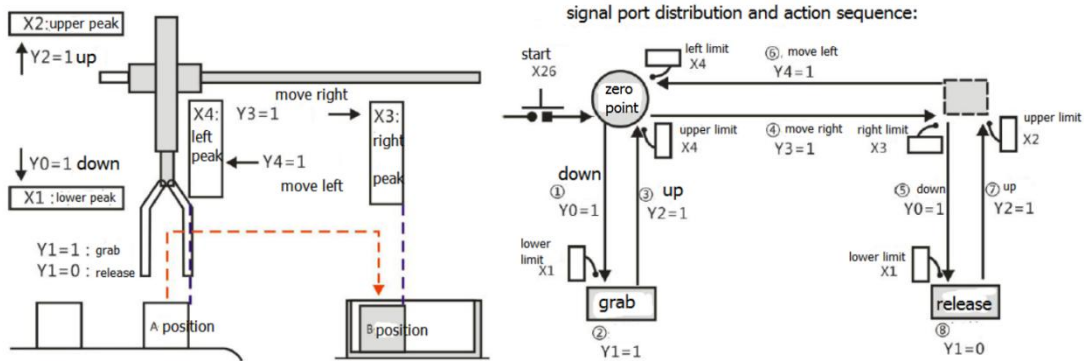 X2:upper peak
Y2=1 up
Y0=1 down
X1 :lower peak
Y1=1 : grab
Y1=0 : release
X4:
left
peak
move right
Y3=1
Y4=1
move left
X3:
right
peak
A position
B position
signal port distribution and action sequence:
start
X26
zero
point
left limit
X4
⑥ move left
Y4=1
④ move right
Y3=1
upper limit
X4
right limit
X3
upper limit
X2
down
①
Y0=1
③ up
Y2=1
⑤ down
Y0=1
⑦ up
Y2=1
lower
limit
X1
grab
②
Y1=1
lower limit
X1
release
⑧
Y1=0